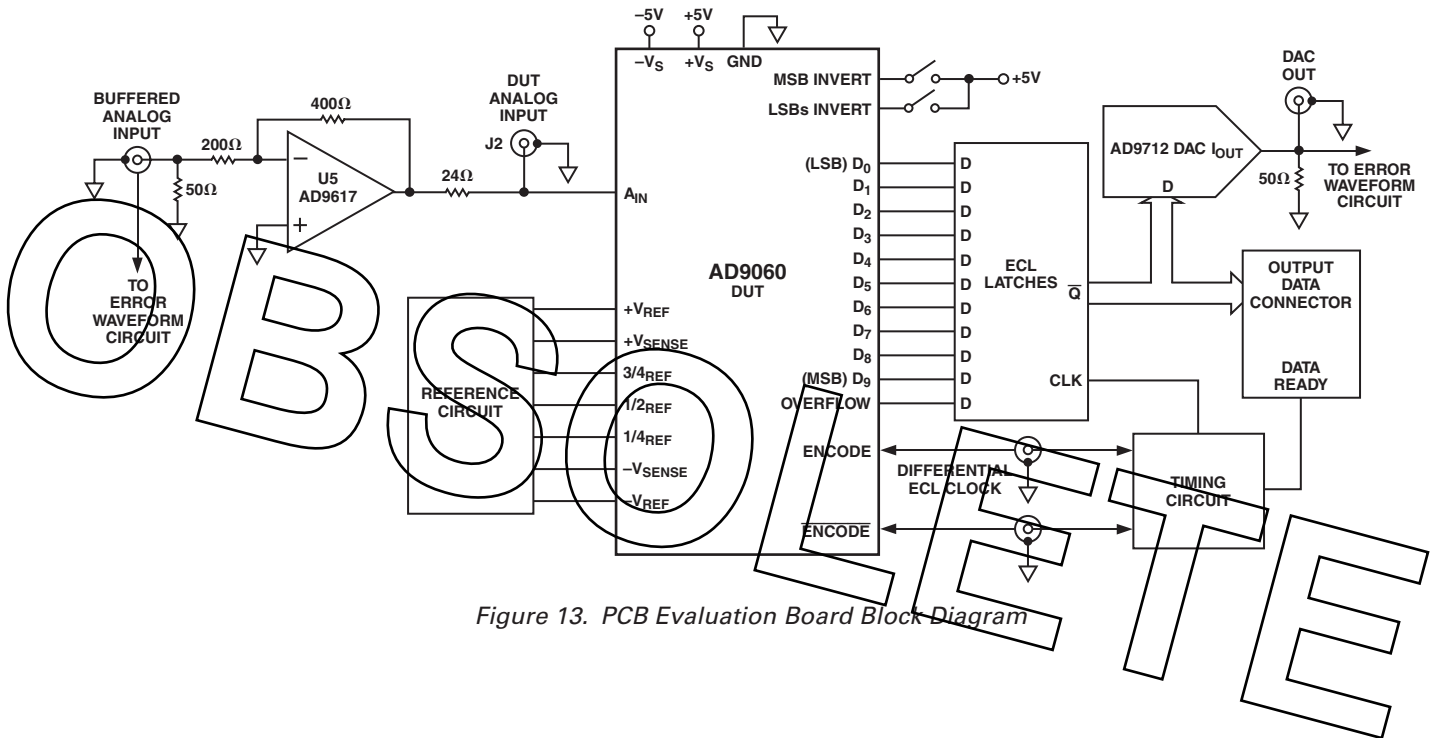 –5V
+5V
–VS
+VS
GND
BUFFERED
ANALOG
INPUT
200Ω
400Ω
50Ω
TO
ERROR
WAVEFORM
CIRCUIT
–
U5
AD9617
+
24Ω
DUT
ANALOG
INPUT
J2
AIN
AD9060
DUT
REFERENCE
CIRCUIT
+VREF
+VSENSE
3/4REF
1/2REF
1/4REF
–VSENSE
–VREF
MSB INVERT
LSBs INVERT
+5V
(LSB) D0
D1
D2
D3
D4
D5
D6
D7
D8
(MSB) D9
OVERFLOW
ENCODE
ENCODE
D
D
D
D
D
D
D
D
D
D
D
ECL
LATCHES
Q
CLK
DIFFERENTIAL
ECL CLOCK
AD9712 DAC IOUT
D
DAC
OUT
50Ω
TO ERROR
WAVEFORM
CIRCUIT
OUTPUT
DATA
CONNECTOR
DATA
READY
TIMING
CIRCUIT
OBSOLETE
Figure 13. PCB Evaluation Board Block Diagram